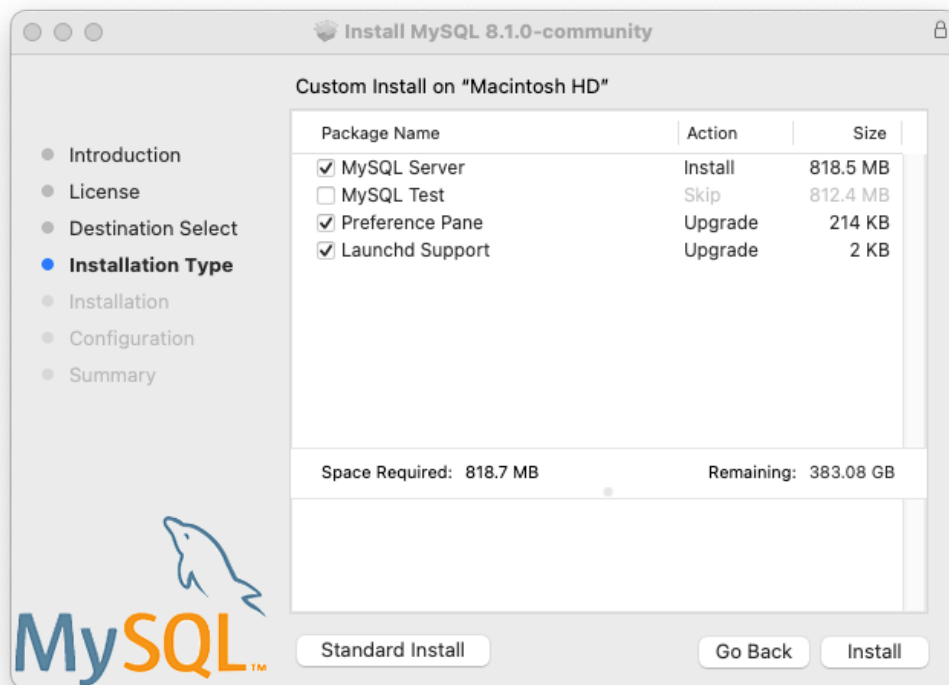 Install MySQL 8.1.0-community
Introduction
License
Destination Select
Installation Type
Installation
Configuration
Summary
Custom Install on “Macintosh HD”
Package Name Action Size
MySQL Server Install 818.5 MB
MySQL Test Skip 812.4 MB
Preference Pane Upgrade 214 KB
Launchd Support Upgrade 2 KB
Space Required: 818.7 MB Remaining: 383.08 GB
MySQL™
Standard Install Go Back Install